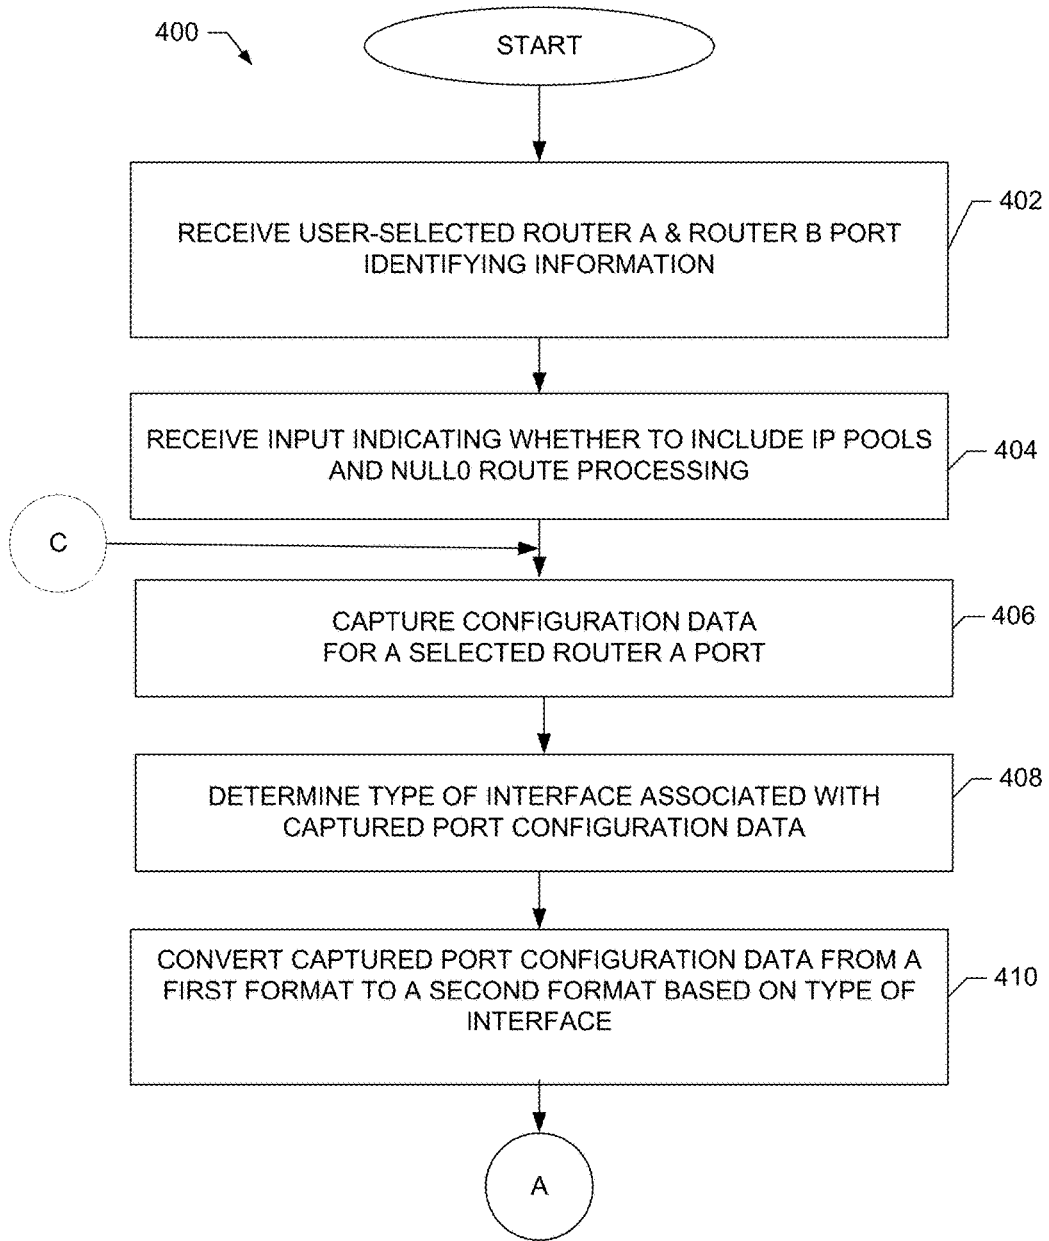 400
START
RECEIVE USER-SELECTED ROUTER A & ROUTER B PORT
IDENTIFYING INFORMATION
402
RECEIVE INPUT INDICATING WHETHER TO INCLUDE IP POOLS
AND NULL0 ROUTE PROCESSING
404
C
CAPTURE CONFIGURATION DATA
FOR A SELECTED ROUTER A PORT
406
DETERMINE TYPE OF INTERFACE ASSOCIATED WITH
CAPTURED PORT CONFIGURATION DATA
408
CONVERT CAPTURED PORT CONFIGURATION DATA FROM A
FIRST FORMAT TO A SECOND FORMAT BASED ON TYPE OF
INTERFACE
410
A